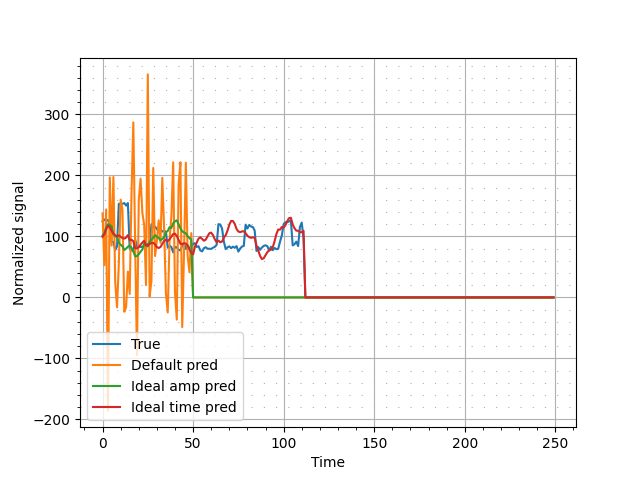 Normalized signal
300
200
100
0
−100
−200
True
Default pred
Ideal amp pred
Ideal time pred
0
50
100
150
200
250
Time